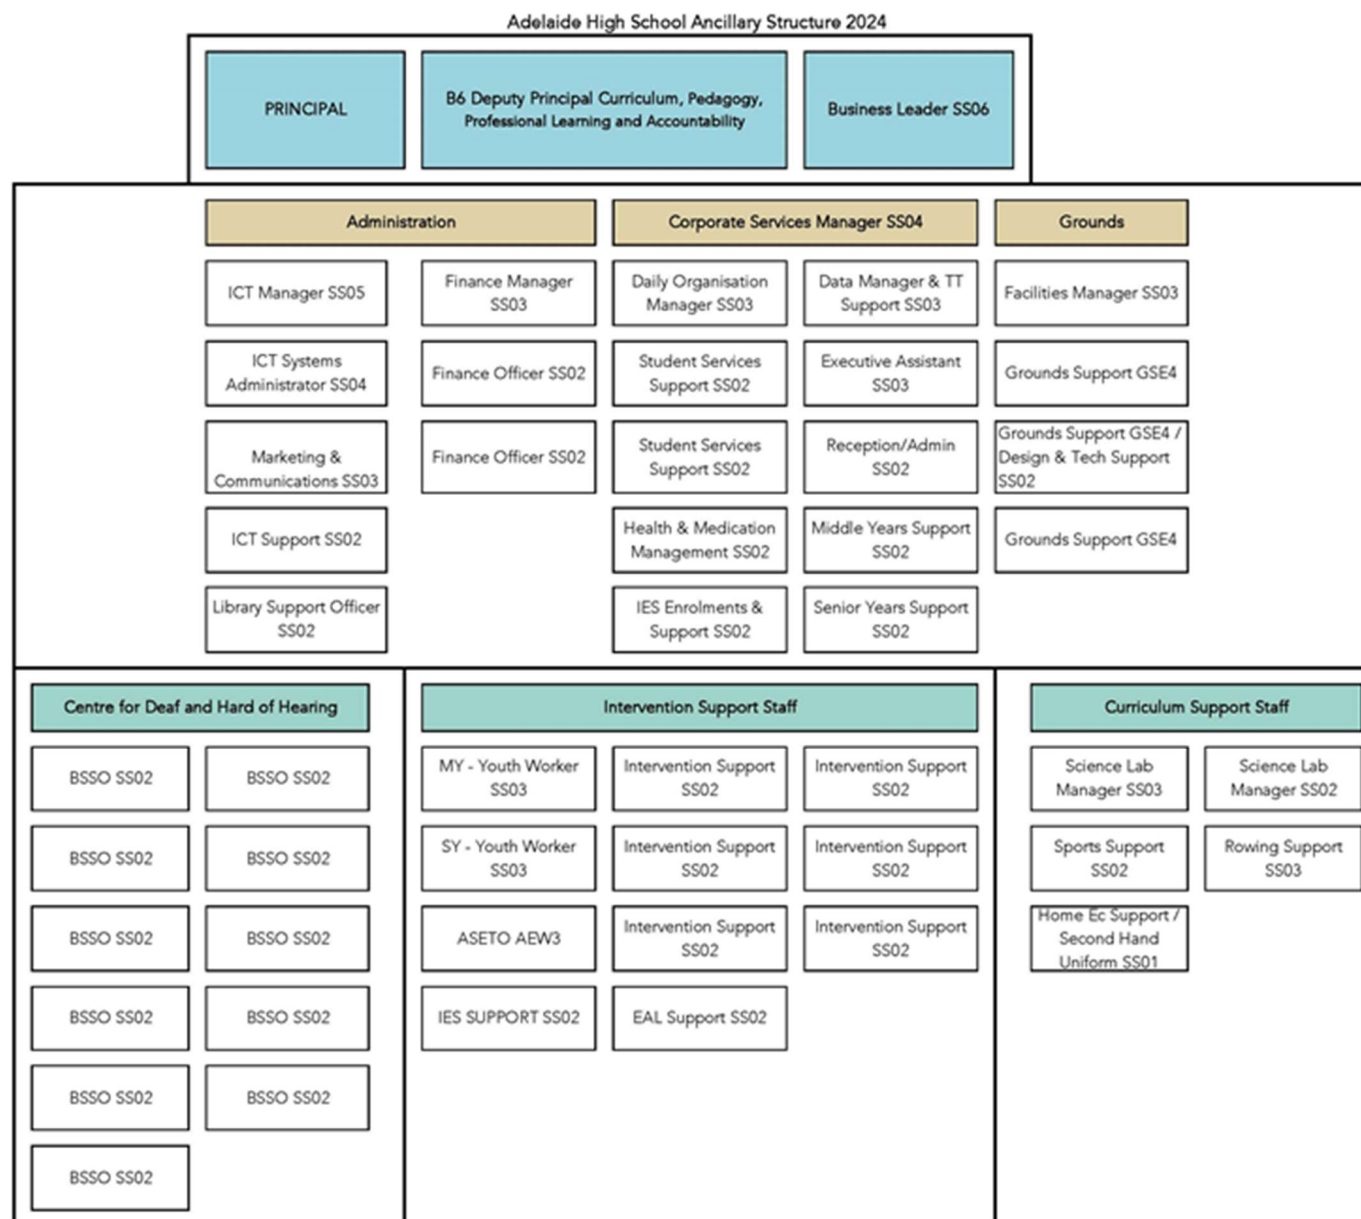 Adelaide High School Ancillary Structure 2024
PRINCIPAL
B6 Deputy Principal Curriculum, Pedagogy,
Professional Learning and Accountability
Business Leader SS06
Administration
Corporate Services Manager SS04
Grounds
ICT Manager SS05
Finance Manager
SS03
Daily Organisation
Manager SS03
Data Manager & TT
Support SS03
Facilities Manager SS03
ICT Systems
Administrator SS04
Finance Officer SS02
Student Services
Support SS02
Executive Assistant
SS03
Grounds Support GSE4
Marketing &
Communications SS03
Finance Officer SS02
Student Services
Support SS02
Reception/Admin
SS02
Grounds Support GSE4 /
Design & Tech Support
SS02
ICT Support SS02
Health & Medication
Management SS02
Middle Years Support
SS02
Grounds Support GSE4
Library Support Officer
SS02
IES Enrolments &
Support SS02
Senior Years Support
SS02
Centre for Deaf and Hard of Hearing
BSSO SS02
BSSO SS02
BSSO SS02
BSSO SS02
BSSO SS02
BSSO SS02
BSSO SS02
BSSO SS02
BSSO SS02
BSSO SS02
BSSO SS02
Intervention Support Staff
MY - Youth Worker
SS03
Intervention Support
SS02
Intervention Support
SS02
SY - Youth Worker
SS03
Intervention Support
SS02
Intervention Support
SS02
ASETO AEW3
Intervention Support
SS02
Intervention Support
SS02
IES SUPPORT SS02
EAL Support SS02
Curriculum Support Staff
Science Lab
Manager SS03
Science Lab
Manager SS02
Sports Support
SS02
Rowing Support
SS03
Home Ec Support /
Second Hand
Uniform SS01